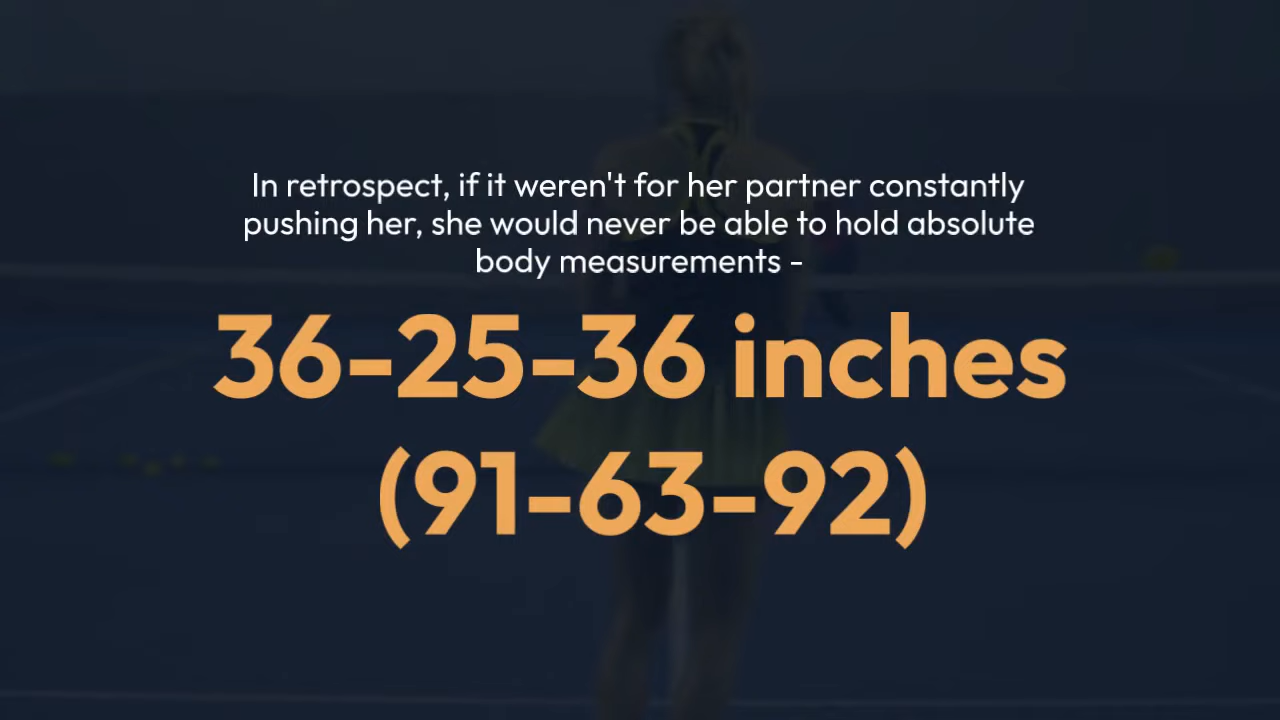 In retrospect, if it weren't for her partner constantly
pushing her, she would never be able to hold absolute
body measurements -
36-25-36 inches
(91-63-92)